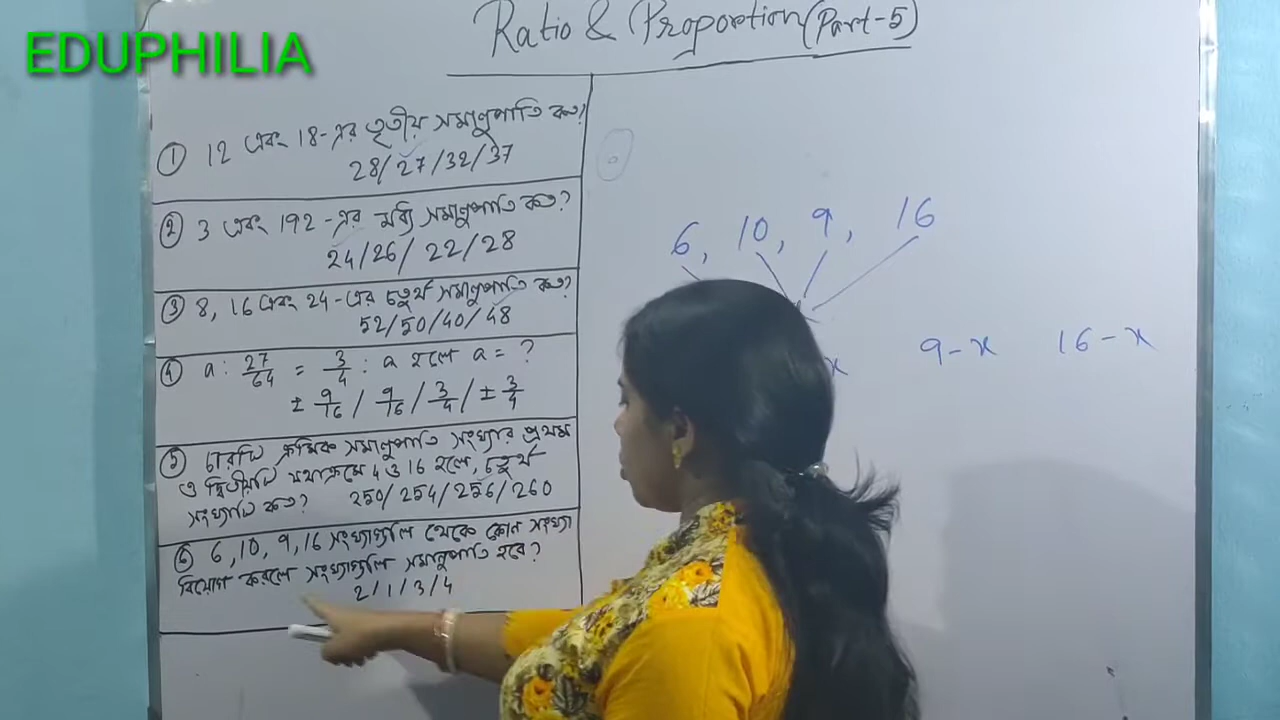 EDUPHILIA
Ratio & Proportion (Part-5)
① 12 এবং 18-এর তৃতীয় সমানুপাতি কত?
28/27/32/37
② 3 এবং 192-এর মধ্য সমানুপাতি কত?
24/26/22/28
③ 8, 16 এবং 24-এর চতুর্থ সমানুপাতি কত?
52/50/40/48
④ a : 27/64 = 3/4 : a হলে a = ?
± 9/16 / 9/16 / 3/4 / ± 3/4
⑤ চারটি ক্রমিক সমানুপাতি সংখ্যার প্রথম
ও দ্বিতীয়টি যথাক্রমে 4 ও 16 হলে, চতুর্থ
সংখ্যাটি কত? 250/254/256/260
⑥ 6, 10, 9, 16 সংখ্যাগুলি থেকে কোন সংখ্যা
বিয়োগ করলে সংখ্যাগুলি সমানুপাতি হবে?
2/1/3/4
6, 10, 9, 16
x 9-x 16-x